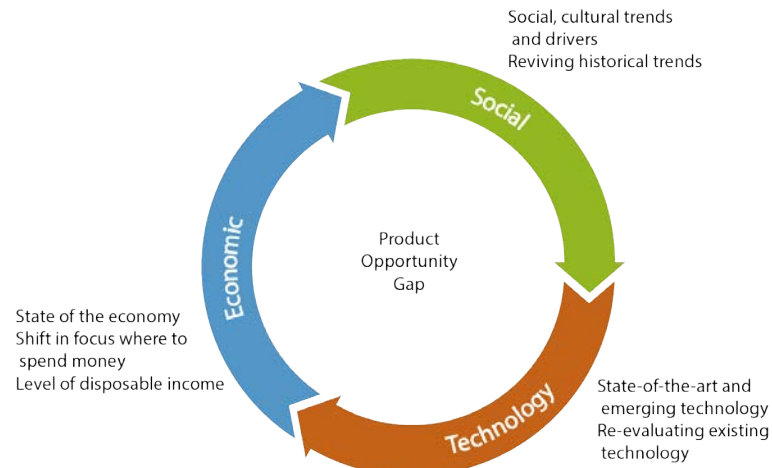 Social, cultural trends
and drivers
Reviving historical trends
Social
Product
Opportunity
Gap
Economic
State of the economy
Shift in focus where to
spend money
Level of disposable income
Technology
State-of-the-art and
emerging technology
Re-evaluating existing
technology